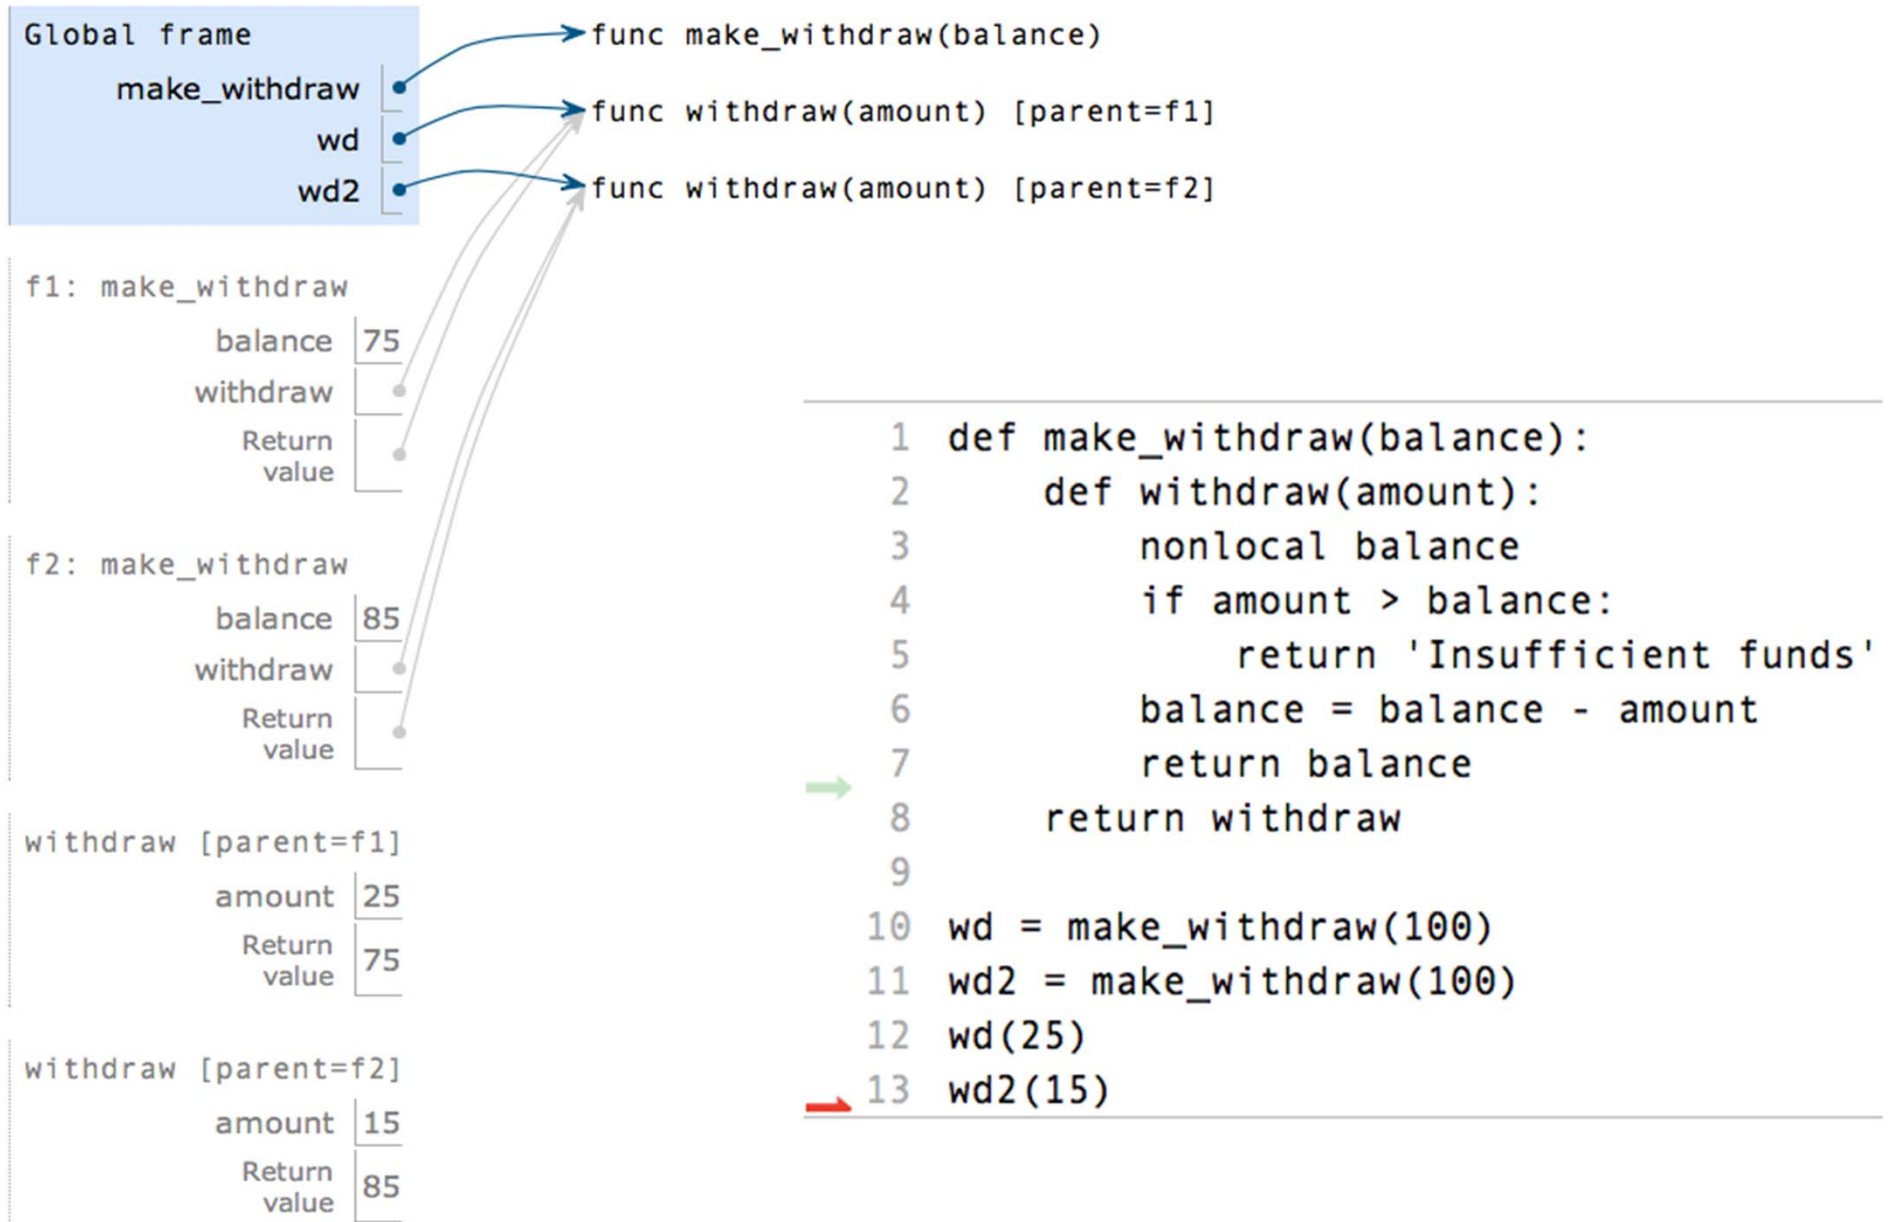 Global frame
make_withdraw
wd
wd2
func make_withdraw(balance)
func withdraw(amount) [parent=f1]
func withdraw(amount) [parent=f2]
f1: make_withdraw
balance 75
withdraw
Return
value
f2: make_withdraw
balance 85
withdraw
Return
value
withdraw [parent=f1]
amount 25
Return
value 75
withdraw [parent=f2]
amount 15
Return
value 85
1 def make_withdraw(balance):
2     def withdraw(amount):
3         nonlocal balance
4         if amount > balance:
5             return 'Insufficient funds'
6         balance = balance - amount
7         return balance
8     return withdraw
9
10 wd = make_withdraw(100)
11 wd2 = make_withdraw(100)
12 wd(25)
13 wd2(15)